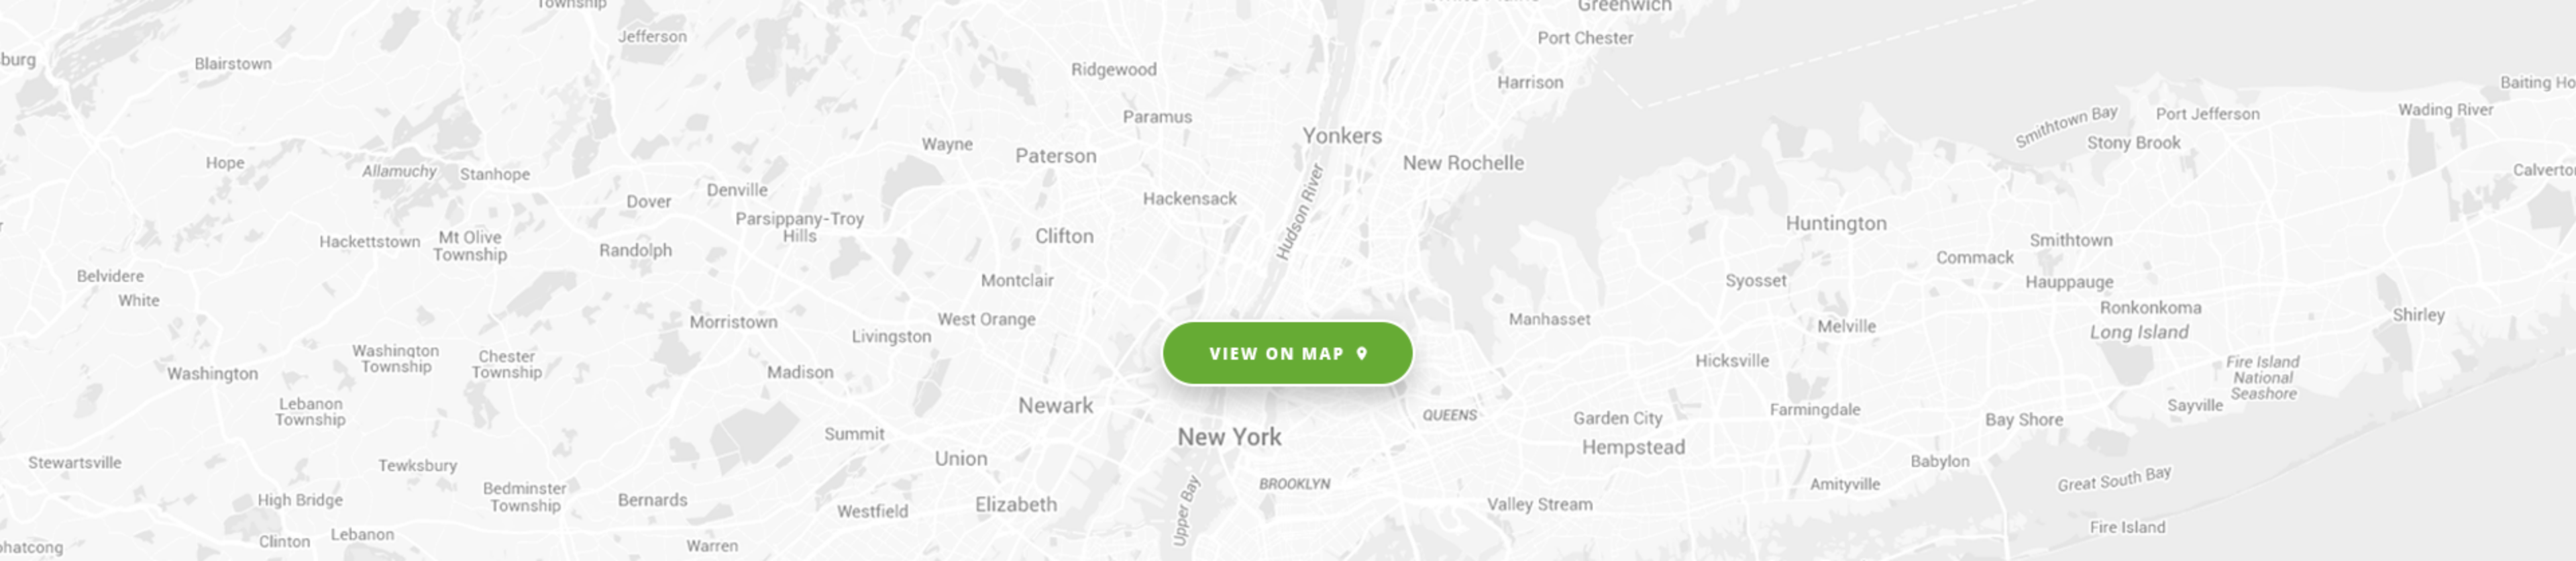 Township
Greenwich
Jefferson
Port Chester
burg
Blairstown
Ridgewood
Harrison
Baiting Ho
Paramus
Port Jefferson
Wading River
Smithtown Bay
Yonkers
Stony Brook
Wayne
Paterson
New Rochelle
Hope
Allamuchy
Stanhope
Calverton
Denville
Hackensack
Dover
Hudson River
Parsippany-Troy
Hills
Huntington
Clifton
Hackettstown
Mt Olive
Township
Randolph
Smithtown
Commack
Belvidere
Montclair
Syosset
Hauppauge
White
Ronkonkoma
Morristown
West Orange
Manhasset
Shirley
Livingston
Melville
Long Island
VIEW ON MAP
Washington
Township
Chester
Township
Hicksville
Fire Island
National
Seashore
Washington
Madison
Lebanon
Township
Newark
QUEENS
Garden City
Farmingdale
Bay Shore
Sayville
Summit
New York
Hempstead
Stewartsville
Tewksbury
Union
Babylon
High Bridge
Bedminster
Township
Bernards
Westfield
Elizabeth
Upper Bay
BROOKLYN
Valley Stream
Amityville
Great South Bay
Fire Island
Clinton
Lebanon
Warren
ohatcong